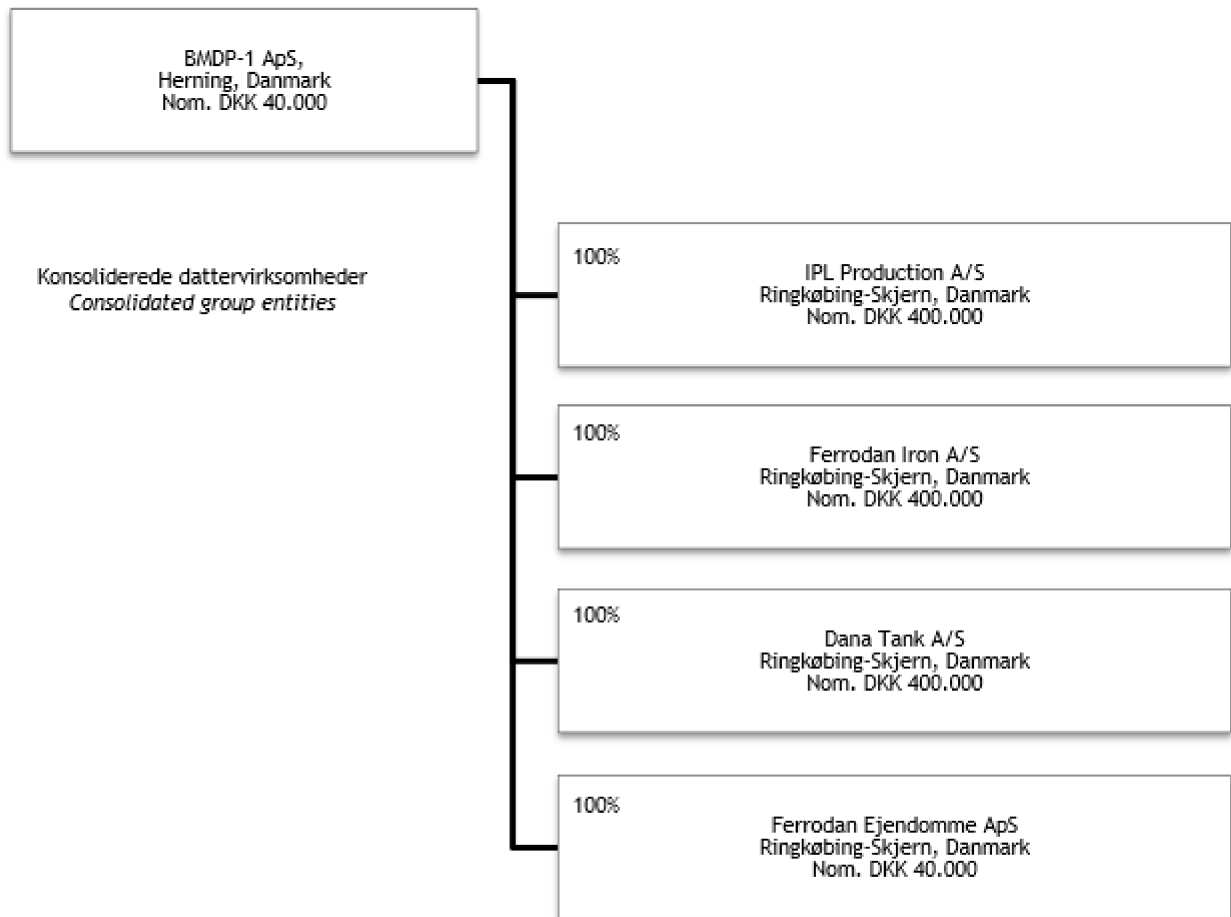 BMDP-1 ApS,
Herning, Danmark
Nom. DKK 40.000
Konsoliderede dattervirksomheder
Consolidated group entities
100%
IPL Production A/S
Ringkøbing-Skjern, Danmark
Nom. DKK 400.000
100%
Ferrodan Iron A/S
Ringkøbing-Skjern, Danmark
Nom. DKK 400.000
100%
Dana Tank A/S
Ringkøbing-Skjern, Danmark
Nom. DKK 400.000
100%
Ferrodan Ejendomme ApS
Ringkøbing-Skjern, Danmark
Nom. DKK 40.000